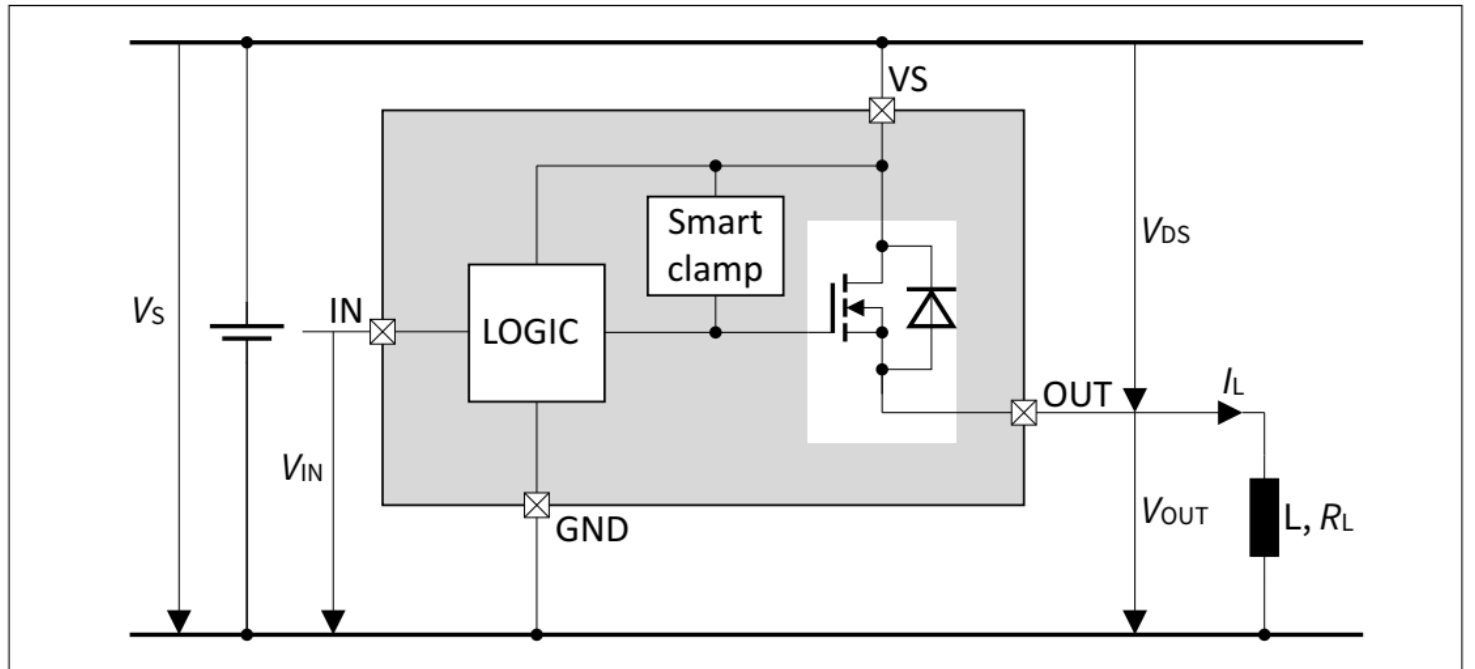 VS
Smart
clamp
VDS
VS
IN
LOGIC
OUT
IL
VIN
VOUT
L, RL
GND